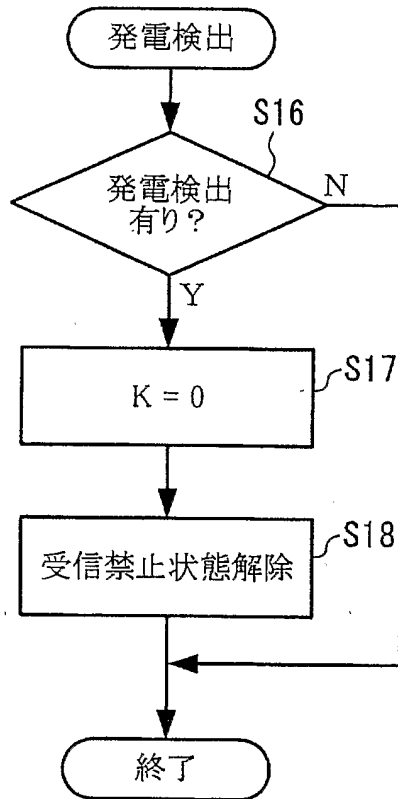 発電検出
S16
発電検出
有り？
N
Y
K = 0
S17
受信禁止状態解除
S18
終了